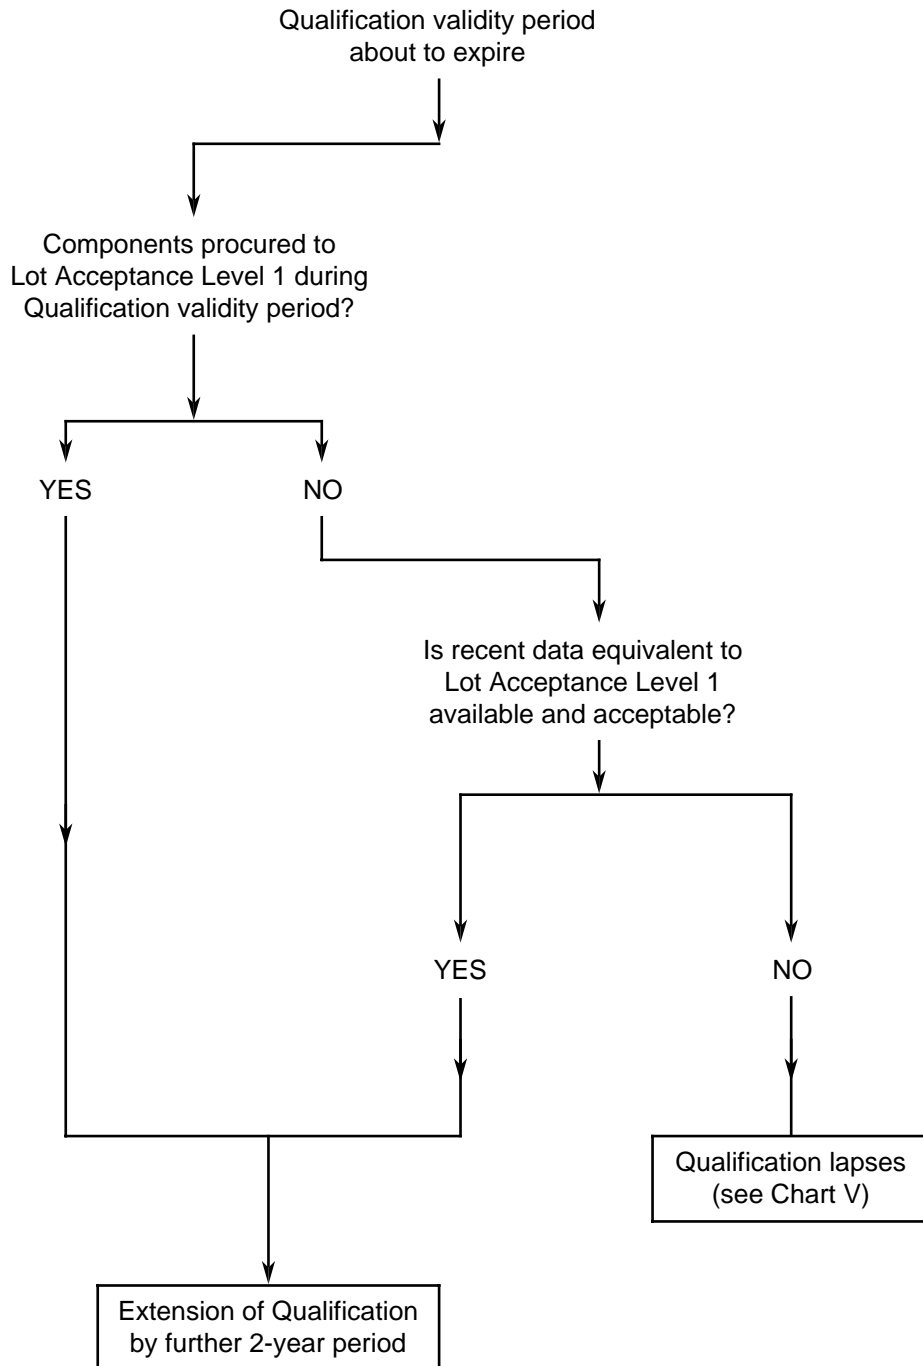 Qualification validity period
about to expire
Components procured to
Lot Acceptance Level 1 during
Qualification validity period?
YES
NO
Is recent data equivalent to
Lot Acceptance Level 1
available and acceptable?
YES
NO
Qualification lapses
(see Chart V)
Extension of Qualification
by further 2-year period